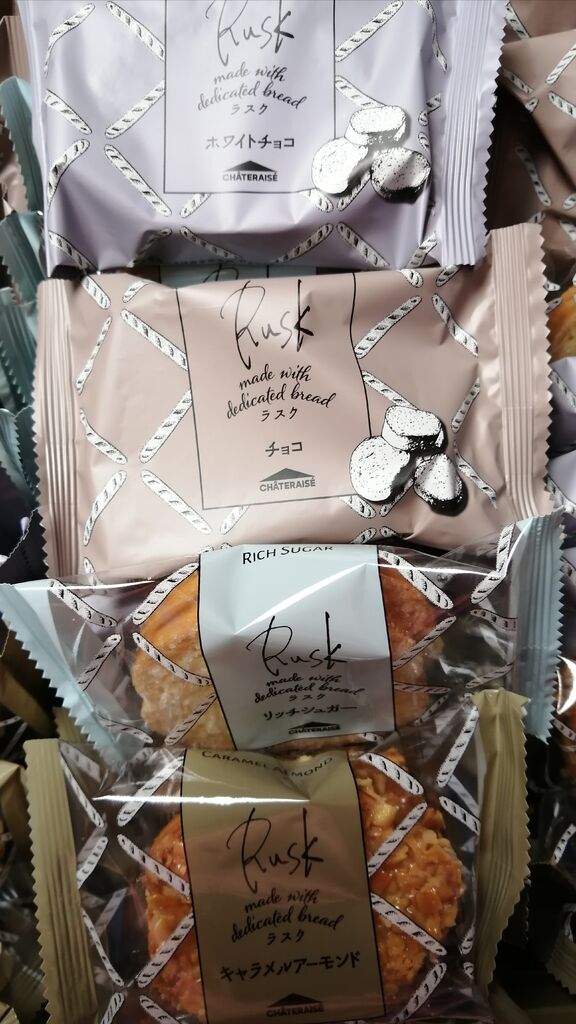 Rusk
made with
dedicated bread
ラスク
ホワイトチョコ
CHÂTERAISÉ
Rusk
made with
dedicated bread
ラスク
チョコ
CHÂTERAISÉ
RICH SUGAR
Rusk
made with
dedicated bread
ラスク
リッチシュガー
CHÂTERAISÉ
CARAMEL ALMOND
Rusk
made with
dedicated bread
ラスク
キャラメルアーモンド
CHÂTERAISÉ